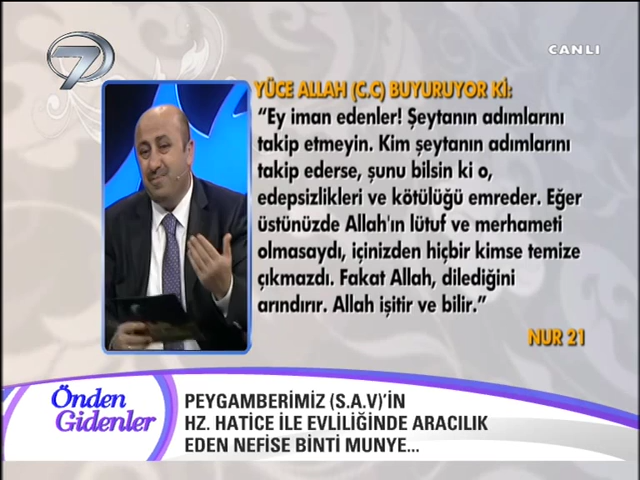 7
CANLI
YÜCE ALLAH (C.C) BUYURUYOR Kİ:
“Ey iman edenler! Şeytanın adımlarını
takip etmeyin. Kim şeytanın adımlarını
takip ederse, şunu bilsin ki o,
edepsizlikleri ve kötülüğü emreder. Eğer
üstünüzde Allah'ın lütuf ve merhameti
olmasaydı, içinizden hiçbir kimse temize
çıkmazdı. Fakat Allah, dilediğini
arındırır. Allah işitir ve bilir.”
NUR 21
Önden
Gidenler
PEYGAMBERİMİZ (S.A.V)'İN
HZ. HATİCE İLE EVLİLİĞİNDE ARACILIK
EDEN NEFİSE BİNTİ MUNYE...